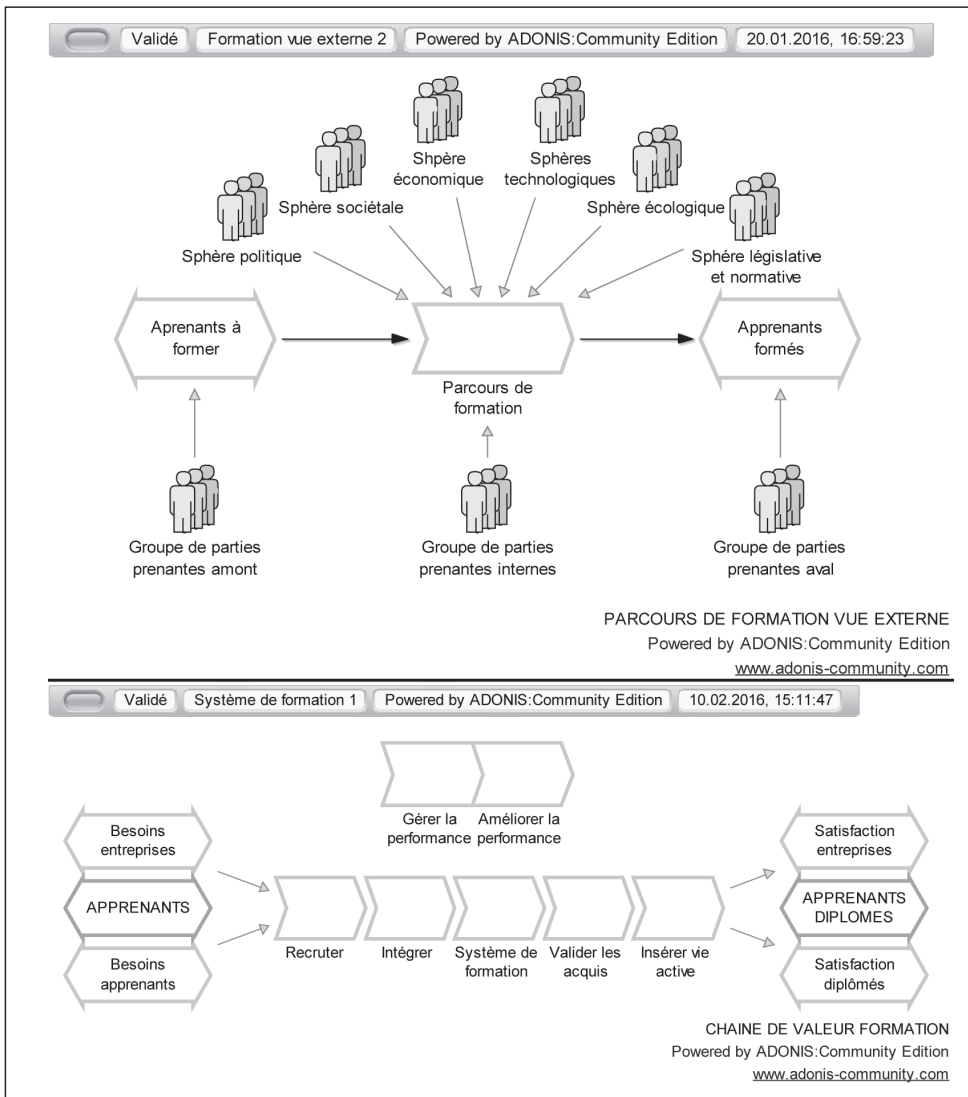 Validé Formation vue externe 2 Powered by ADONIS:Community Edition 20.01.2016, 16:59:23
Shpère
économique
Sphères
technologiques
Sphère sociétale
Sphère écologique
Sphère politique
Sphére législative
et normative
Aprenants à
former
Parcours de
formation
Apprenants
formés
Groupe de parties
prenantes amont
Groupe de parties
prenantes internes
Groupe de parties
prenantes aval
PARCOURS DE FORMATION VUE EXTERNE
Powered by ADONIS:Community Edition
www.adonis-community.com
Validé Système de formation 1 Powered by ADONIS:Community Edition 10.02.2016, 15:11:47
Gérer la
performance
Améliorer la
performance
Besoins
entreprises
APPRENANTS
Besoins
apprenants
Recruter
Intégrer
Système de
formation
Valider les
acquis
Insérer vie
active
Satisfaction
entreprises
APPRENANTS
DIPLOMES
Satisfaction
diplômés
CHAINE DE VALEUR FORMATION
Powered by ADONIS:Community Edition
www.adonis-community.com